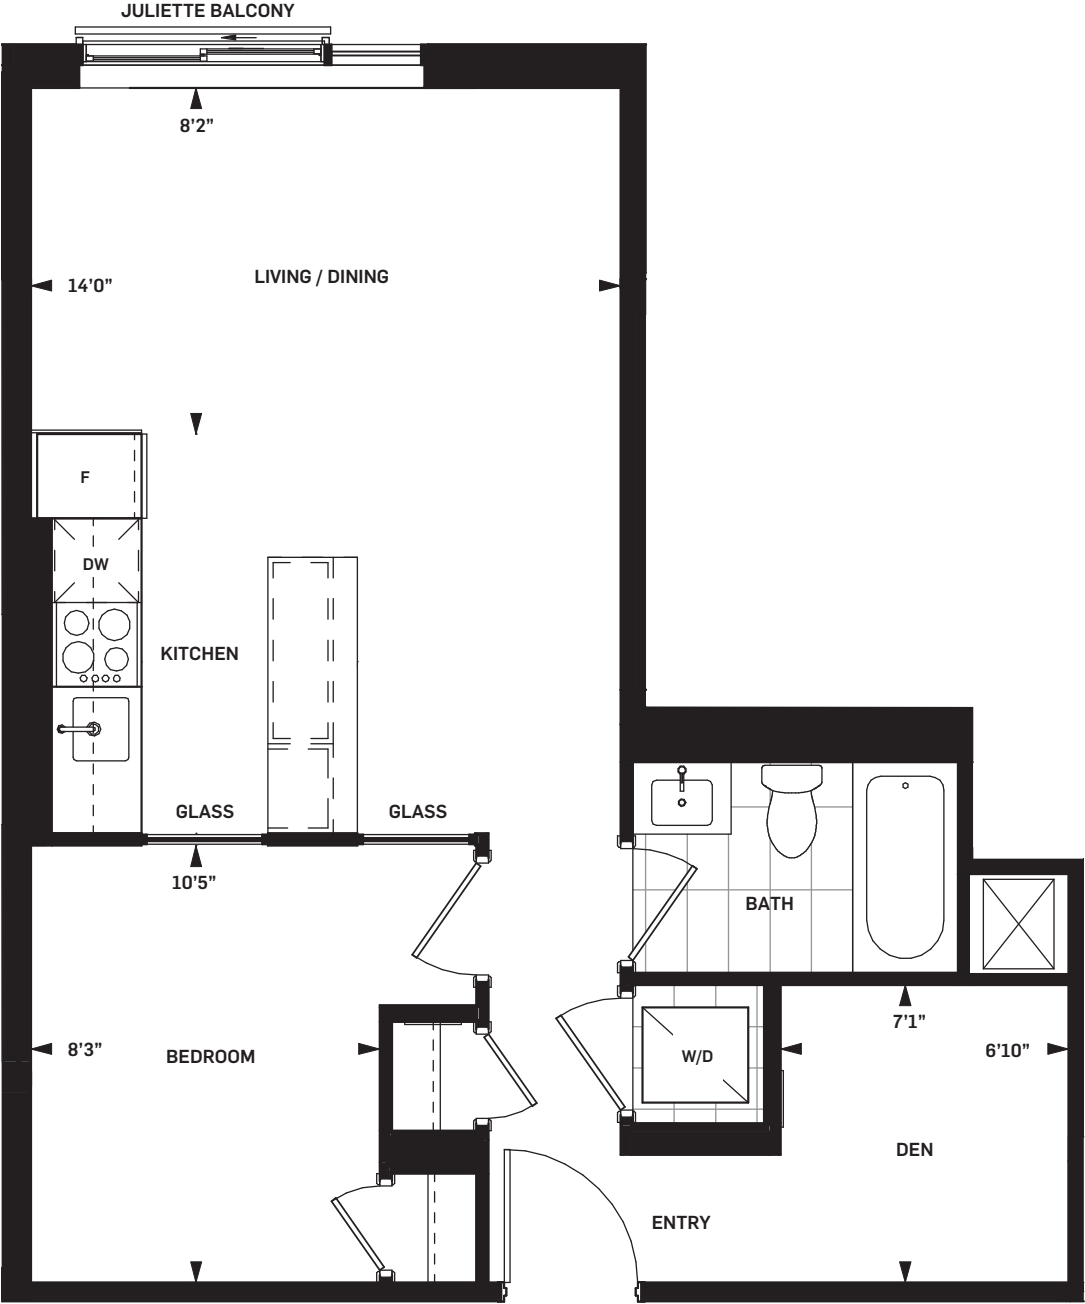 JULIETTE BALCONY
8’2”
14’0”
LIVING / DINING
F
DW
KITCHEN
GLASS
GLASS
10’5”
BATH
7’1”
8’3”
BEDROOM
W/D
6’10”
DEN
ENTRY